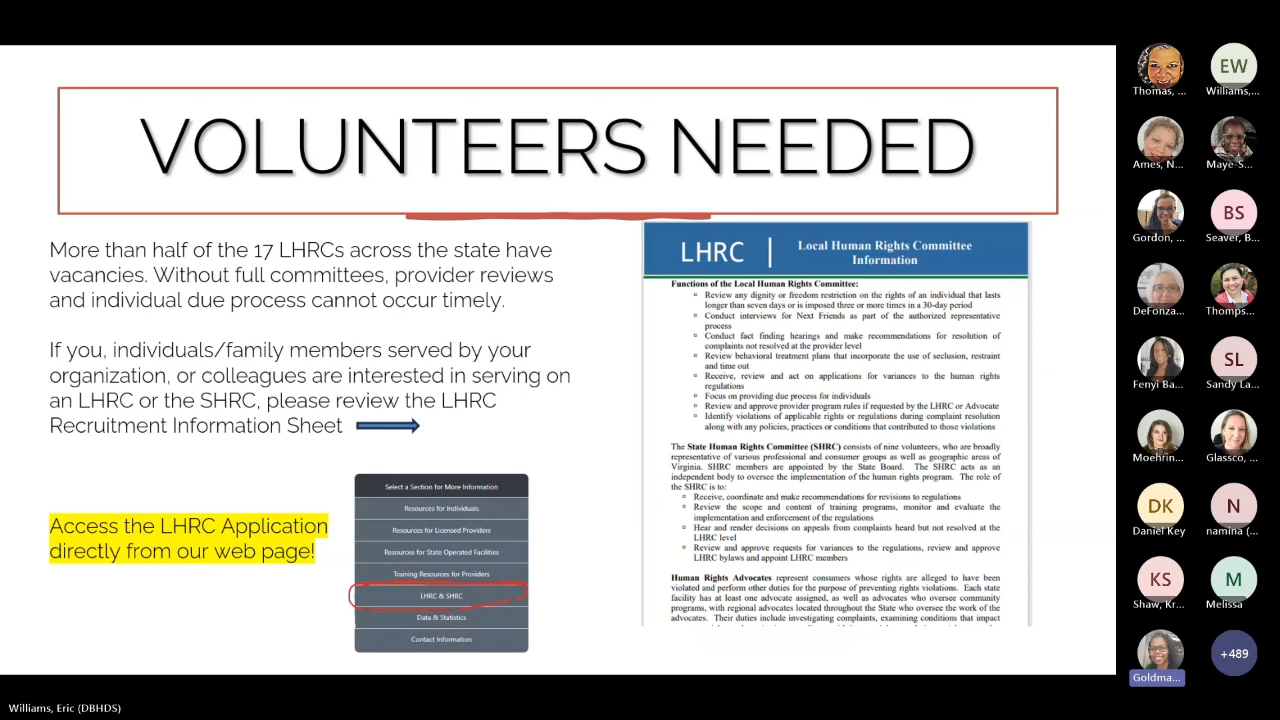 VOLUNTEERS NEEDED
More than half of the 17 LHRCs across the state have
vacancies. Without full committees, provider reviews
and individual due process cannot occur timely.
If you, individuals/family members served by your
organization, or colleagues are interested in serving on
an LHRC or the SHRC, please review the LHRC
Recruitment Information Sheet
Access the LHRC Application
directly from our web page!
Select a Section for More Information
Resources for Individuals
Resources for Licensed Providers
Resources for State Operated Facilities
Training Resources for Providers
LHRC & SHRC
Data & Statistics
Contact Information
LHRC | Local Human Rights Committee
Information
Functions of the Local Human Rights Committee:
Review any dignity or freedom restriction on the rights of an individual that lasts
longer than seven days or is imposed three or more times in a 30-day period
Conduct interviews for Next Friends as part of the authorized representative
process
Conduct fact finding hearings and make recommendations for resolution of
complaints not resolved at the provider level
Review behavioral treatment plans that incorporate the use of seclusion, restraint
and time out
Receive, review and act on applications for variances to the human rights
regulations
Focus on providing due process for individuals
Review and approve provider program rules if requested by the LHRC or Advocate
Identify violations of applicable rights or regulations during complaint resolution
along with any policies, practices or conditions that contributed to those violations
The State Human Rights Committee (SHRC) consists of nine volunteers, who are broadly
representative of various professional and consumer groups as well as geographic areas of
Virginia. SHRC members are appointed by the State Board. The SHRC acts as an
independent body to oversee the implementation of the human rights program. The role of
the SHRC is to:
Receive, coordinate and make recommendations for revisions to regulations
Review the scope and content of training programs, monitor and evaluate the
implementation and enforcement of the regulations
Hear and render decisions on appeals from complaints heard but not resolved at the
LHRC level
Review and approve requests for variances to the regulations, review and approve
LHRC bylaws and appoint LHRC members
Human Rights Advocates represent consumers whose rights are alleged to have been
violated and perform other duties for the purpose of preventing rights violations. Each state
facility has at least one advocate assigned, as well as advocates who oversee community
programs, with regional advocates located throughout the State who oversee the work of the
advocates. Their duties include investigating complaints, examining conditions that impact
Thomas, ...
EW
Williams,...
Ames, N...
Maye-S...
Gordon, ...
BS
Seaver, B...
DeFonza...
Thomps...
Fenyi Ba...
SL
Sandy La...
Moehrin...
Glassco, ...
DK
Daniel Key
N
namina (...
KS
Shaw, Kr...
M
Melissa
Goldma...
+489
Williams, Eric (DBHDS)